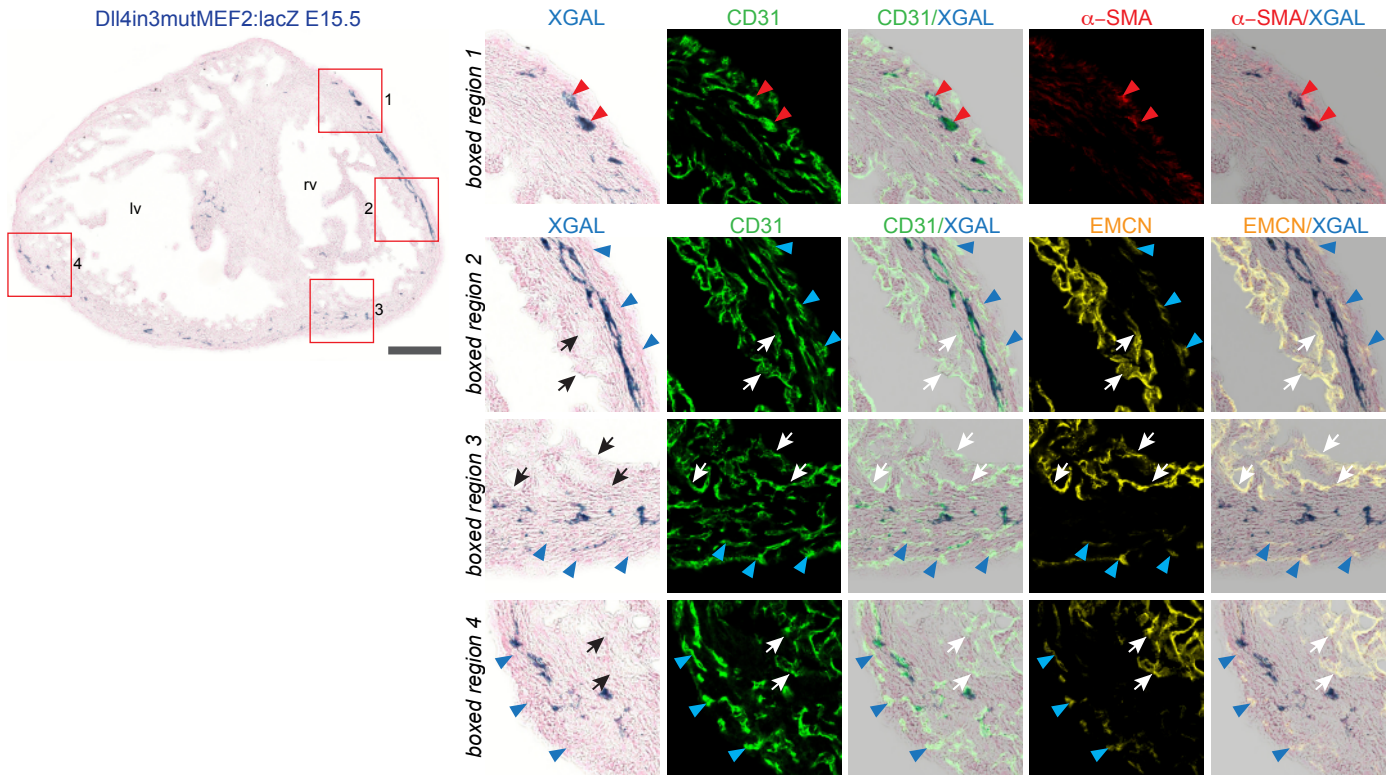 Dll4in3mutMEF2:lacZ E15.5
1
2
3
4
lv
rv
XGAL CD31 CD31/XGAL α-SMA α-SMA/XGAL
boxed region 1
XGAL CD31 CD31/XGAL EMCN EMCN/XGAL
boxed region 2
boxed region 3
boxed region 4